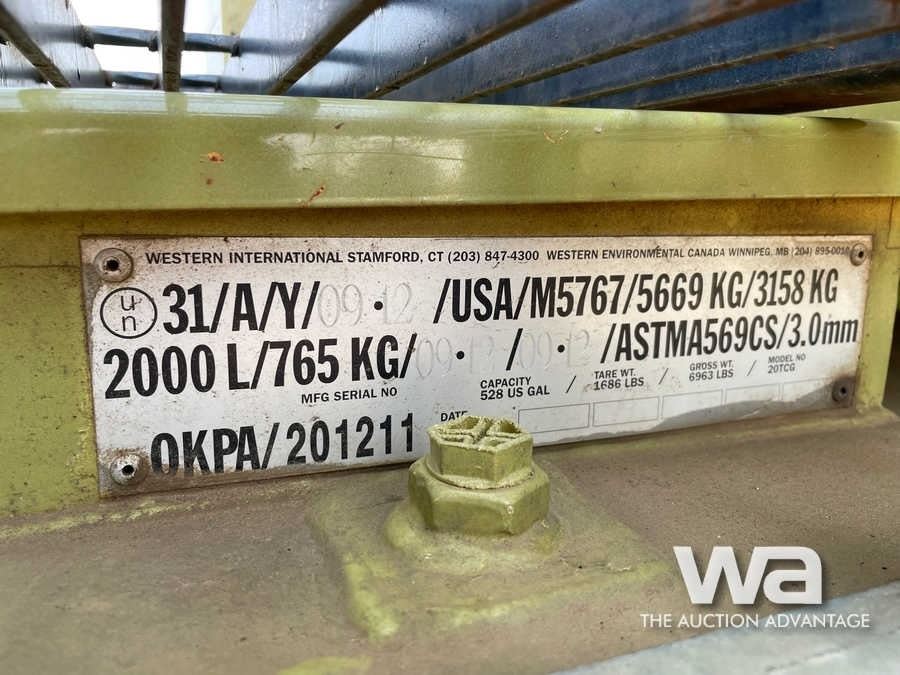 WESTERN INTERNATIONAL STAMFORD, CT (203) 847-4300 WESTERN ENVIRONMENTAL CANADA WINNIPEG, MB (204) 895-0010
un 31/A/Y/09·12 /USA/M5767/5669 KG/3158 KG
2000 L/765 KG/09·12/09·12 /ASTMA569CS/3.0mm
MFG SERIAL NO CAPACITY 528 US GAL / TARE WT. 1686 LBS / GROSS WT. 6963 LBS / MODEL NO 20TCG
OKPA/201211 DATE
wa
THE AUCTION ADVANTAGE